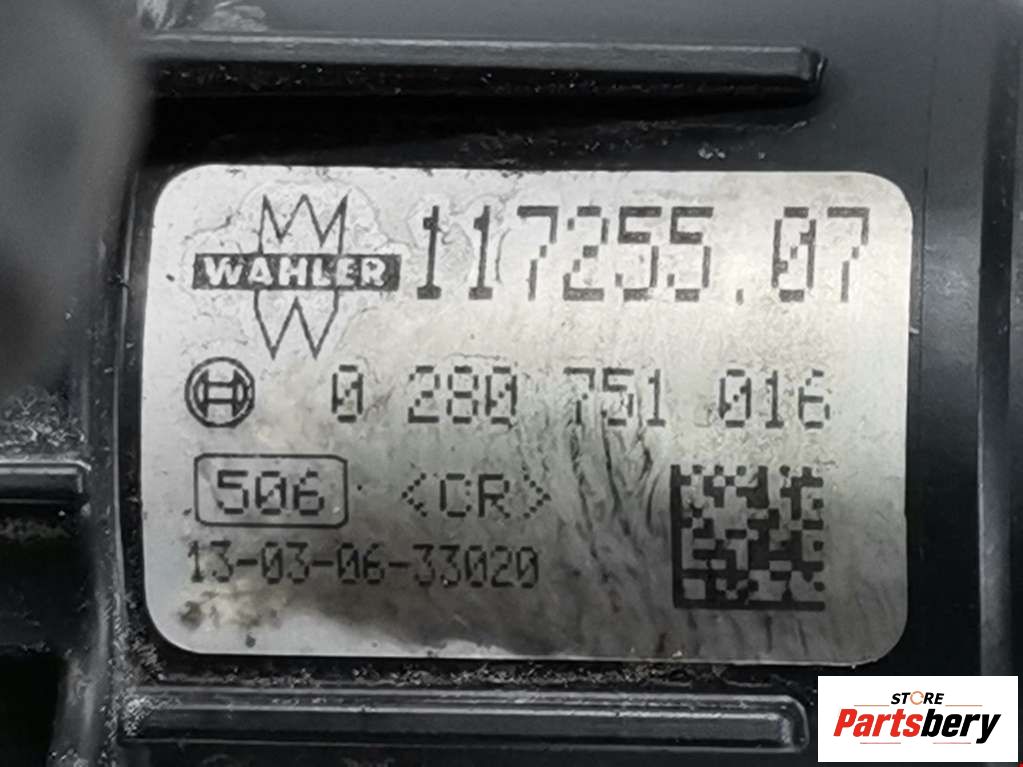 WAHLER 117255.07
0 280 751 016
506 <CR>
13-03-06-33020
STORE
Partsbery